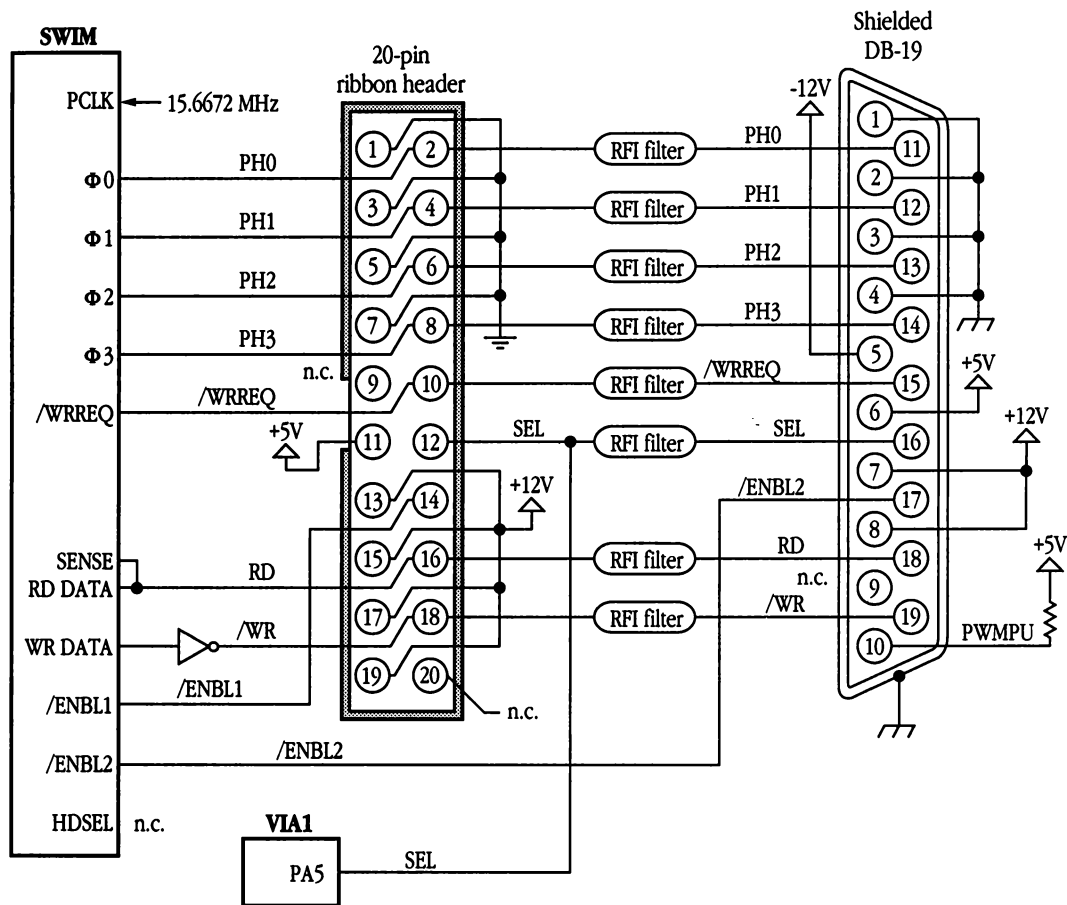 SWIM
PCLK
15.6672 MHz
Φ0
Φ1
Φ2
Φ3
/WRREQ
SENSE
RD DATA
WR DATA
/ENBL1
/ENBL2
HDSEL
n.c.
PH0
PH1
PH2
PH3
n.c.
/WRREQ
+5V
RD
/WR
/ENBL1
/ENBL2
20-pin
ribbon header
1 2
3 4
5 6
7 8
9 10
11 12
13 14
15 16
17 18
19 20
n.c.
+12V
SEL
VIA1
PA5
SEL
RFI filter
RFI filter
RFI filter
RFI filter
RFI filter
RFI filter
RFI filter
RFI filter
PH0
PH1
PH2
PH3
/WRREQ
SEL
/ENBL2
RD
n.c.
/WR
Shielded
DB-19
-12V
1
11
2
12
3
13
4
14
5
15
6
16
7
17
8
18
9
19
10
+5V
+12V
+5V
PWMPU